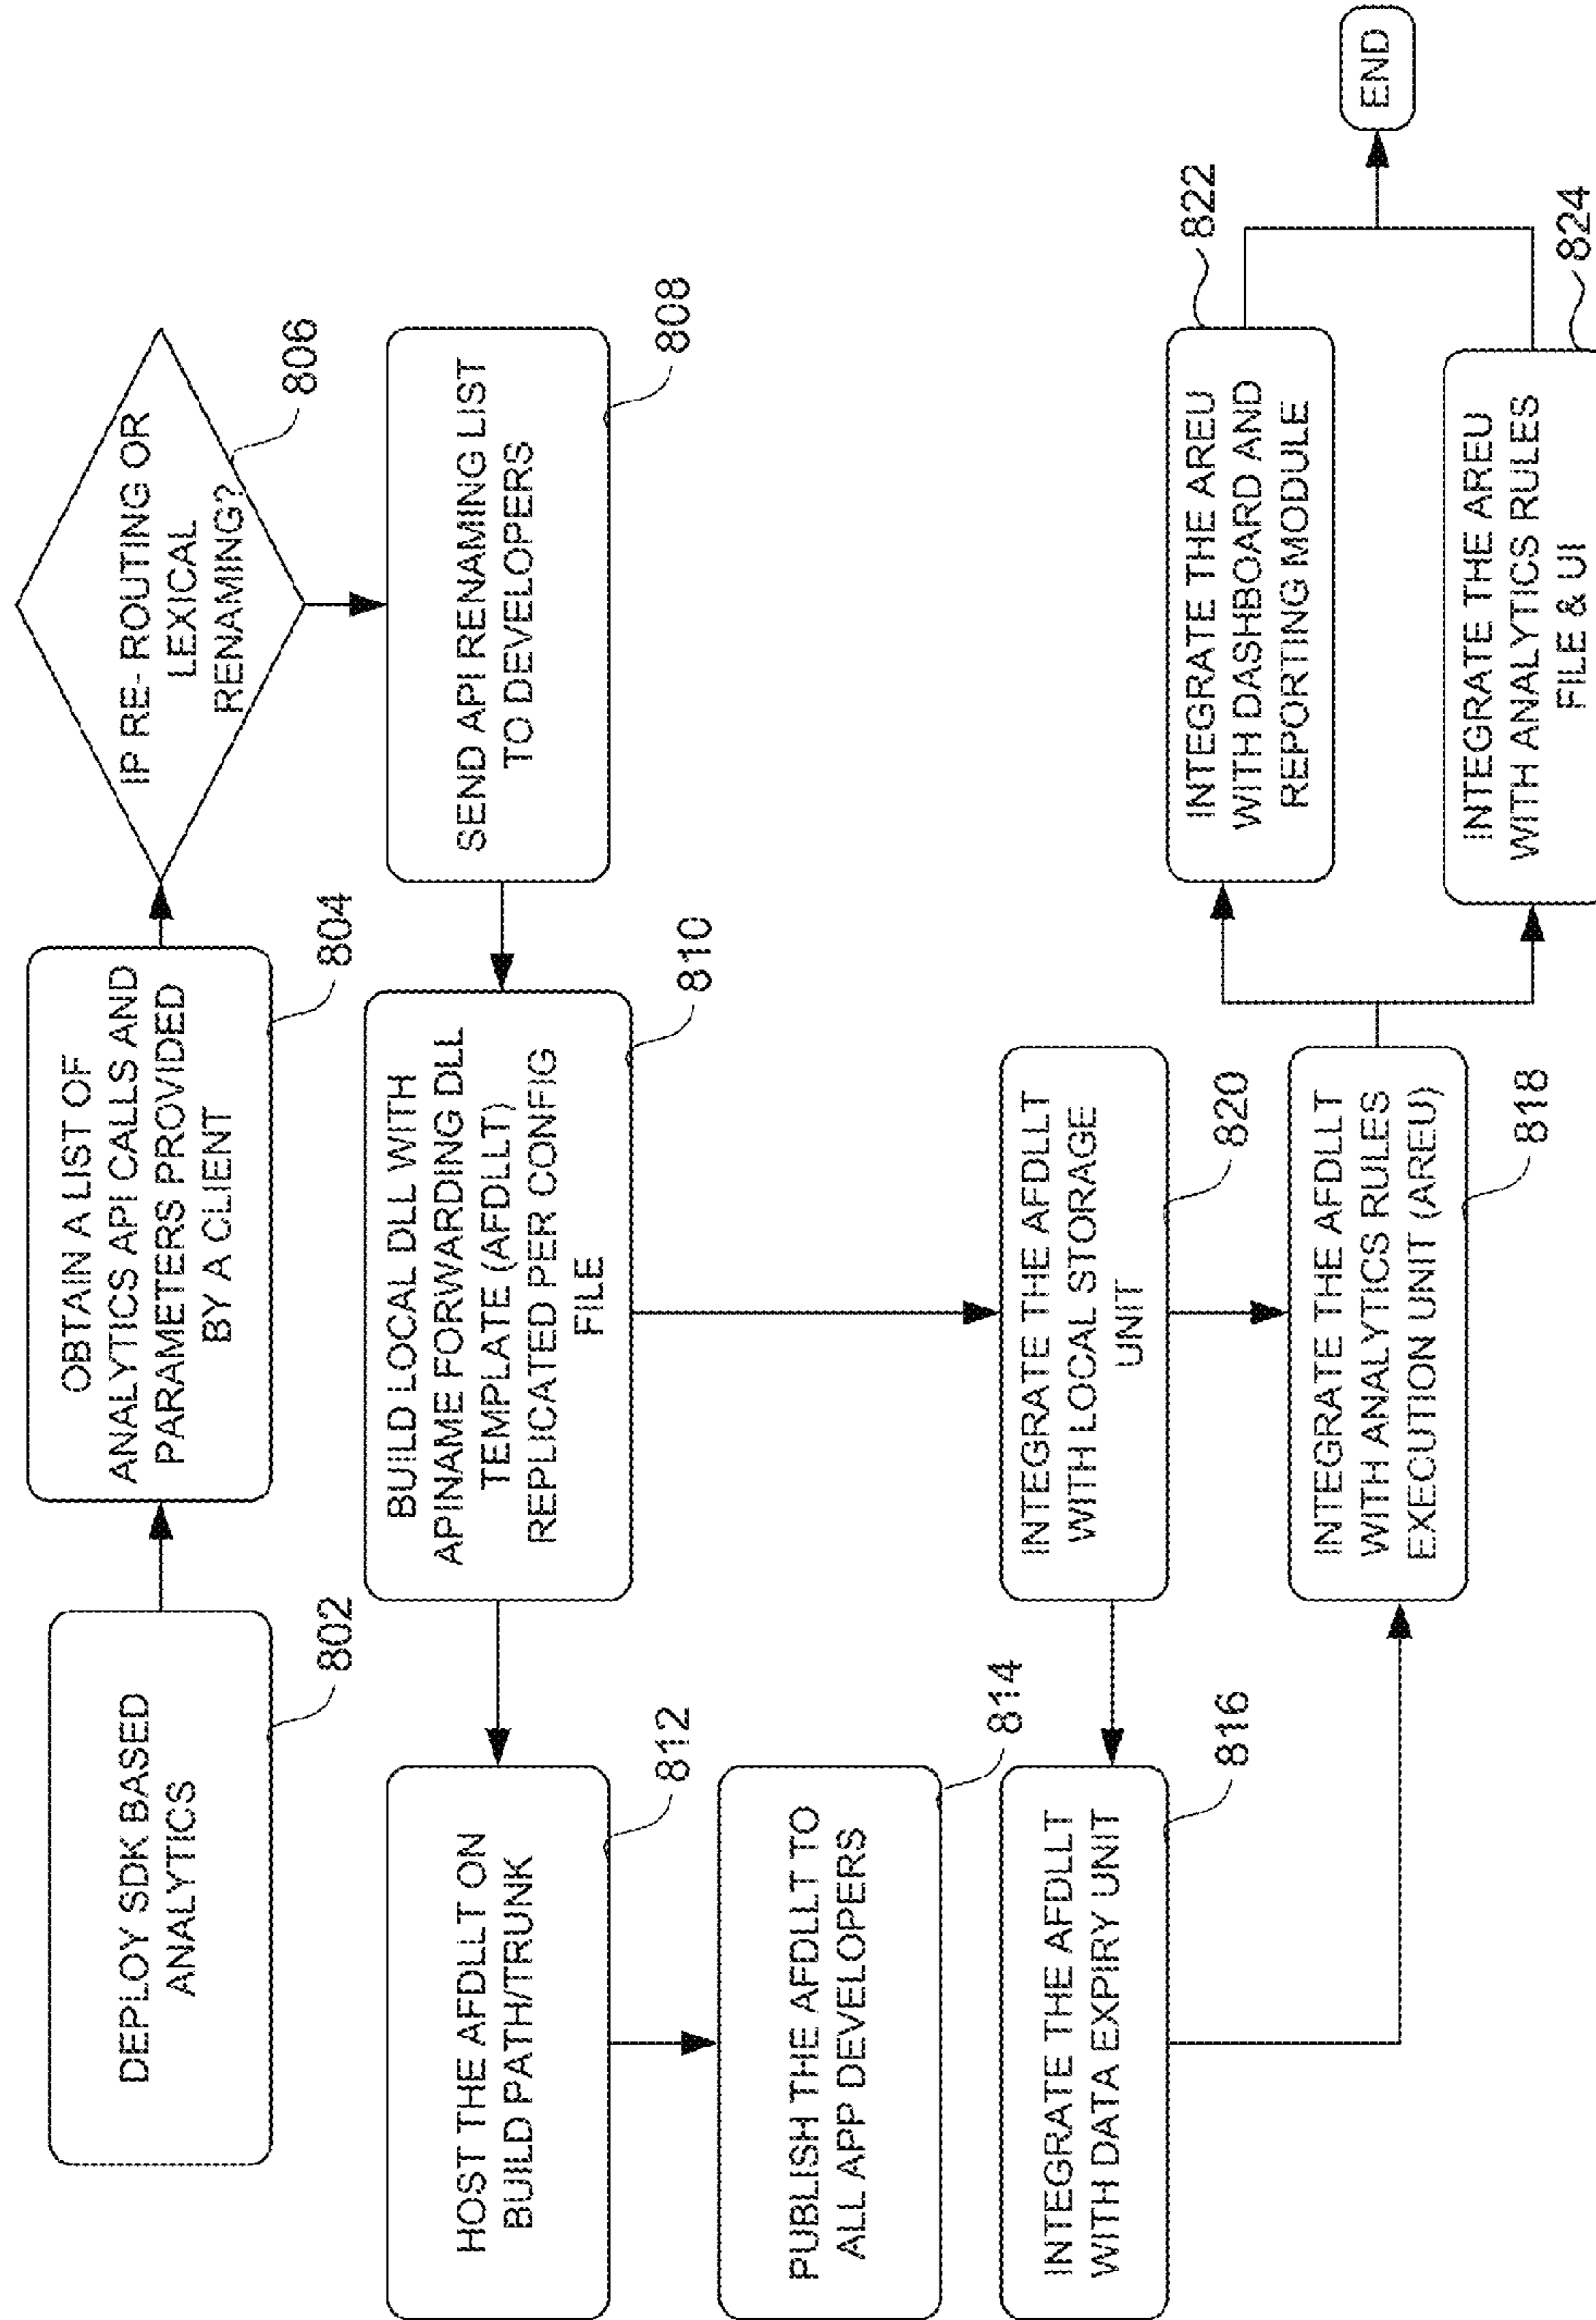 DEPLOY SDK BASED
ANALYTICS
802
OBTAIN A LIST OF
ANALYTICS API CALLS AND
PARAMETERS PROVIDED
BY A CLIENT
804
IP RE- ROUTING OR
LEXICAL
RENAMING?
806
SEND API RENAMING LIST
TO DEVELOPERS
808
BUILD LOCAL DLL WITH
APINAME FORWARDING DLL
TEMPLATE (AFDLLT)
REPLICATED PER CONFIG
FILE
810
HOST THE AFDLLT ON
BUILD PATH/TRUNK
812
PUBLISH THE AFDLLT TO
ALL APP DEVELOPERS
814
INTEGRATE THE AFDLLT
WITH DATA EXPIRY UNIT
816
INTEGRATE THE AFDLLT
WITH LOCAL STORAGE
UNIT
820
INTEGRATE THE AFDLLT
WITH ANALYTICS RULES
EXECUTION UNIT (AREU)
818
INTEGRATE THE AREU
WITH DASHBOARD AND
REPORTING MODULE
822
INTEGRATE THE AREU
WITH ANALYTICS RULES
FILE & UI
824
END